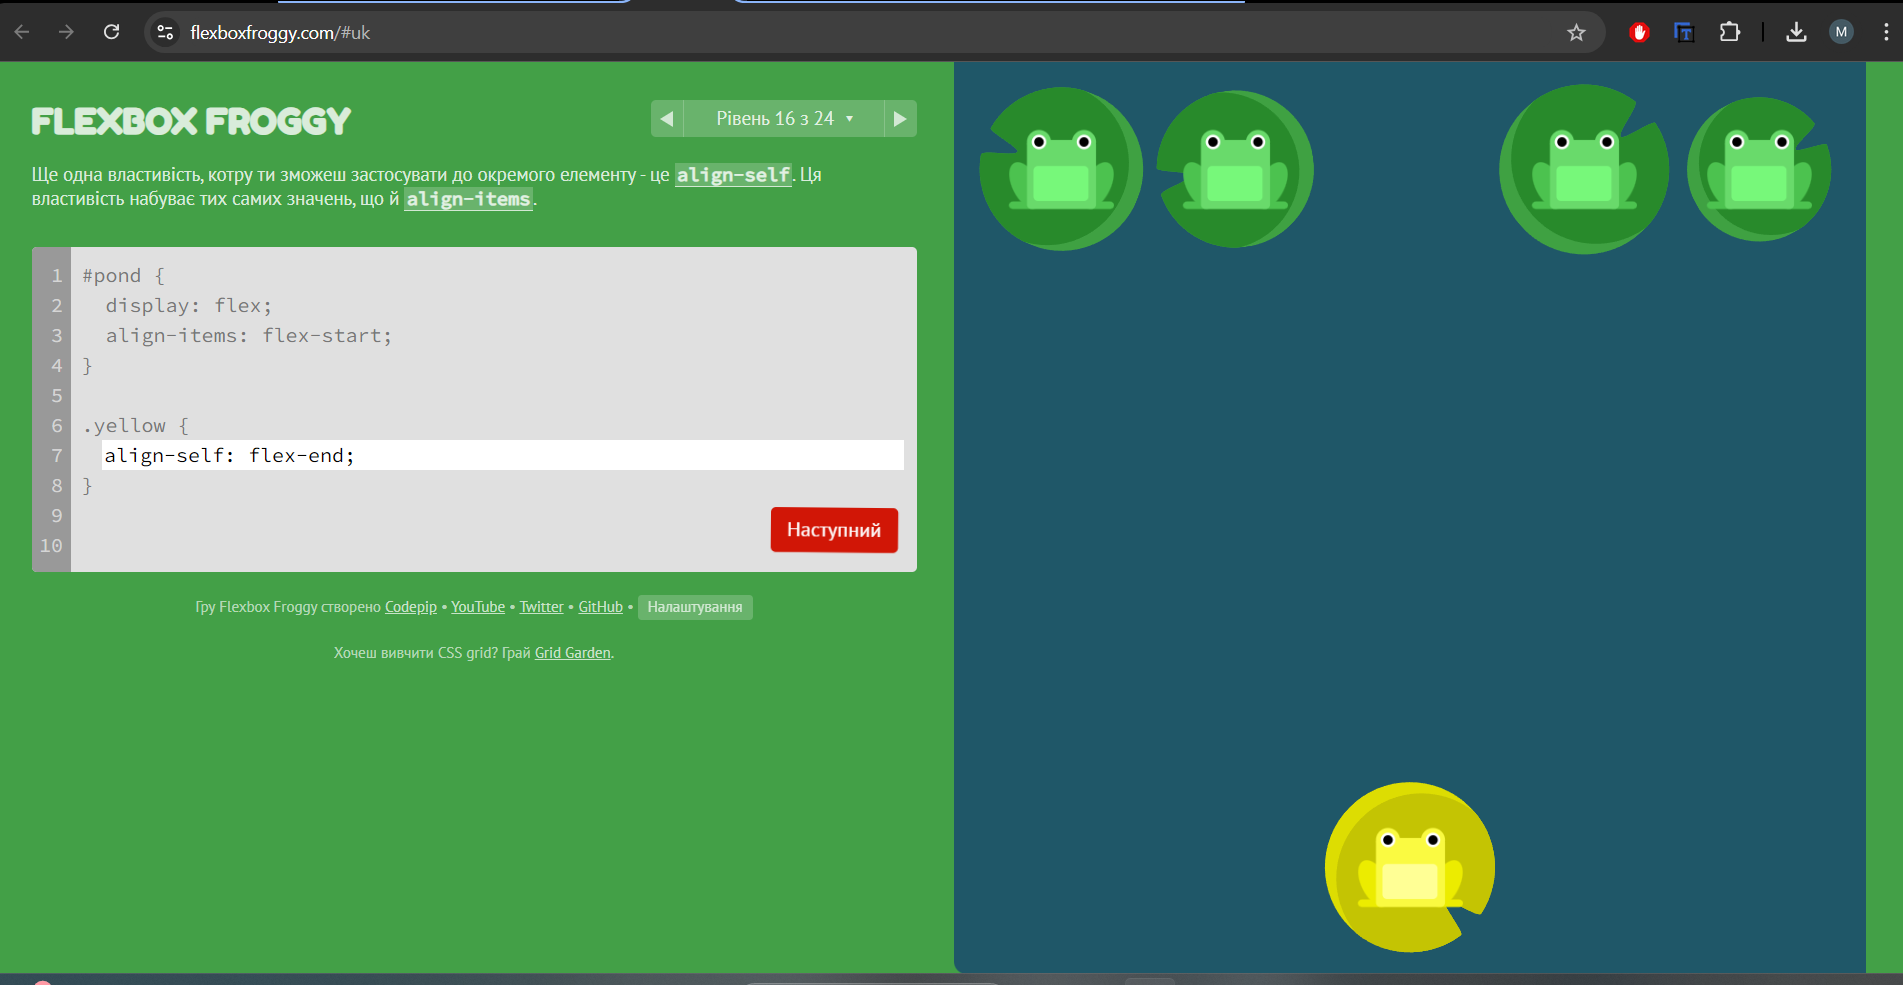 flexboxfroggy.com/#uk
M
FLEXBOX FROGGY
Рівень 16 з 24
Ще одна властивість, котру ти зможеш застосувати до окремого елементу - це align-self. Ця
властивість набуває тих самих значень, що й align-items.
1 #pond {
2 display: flex;
3 align-items: flex-start;
4 }
5
6 .yellow {
7 align-self: flex-end;
8 }
9
10
Наступний
Гру Flexbox Froggy створено Codepip • YouTube • Twitter • GitHub • Налаштування
Хочеш вивчити CSS grid? Грай Grid Garden.